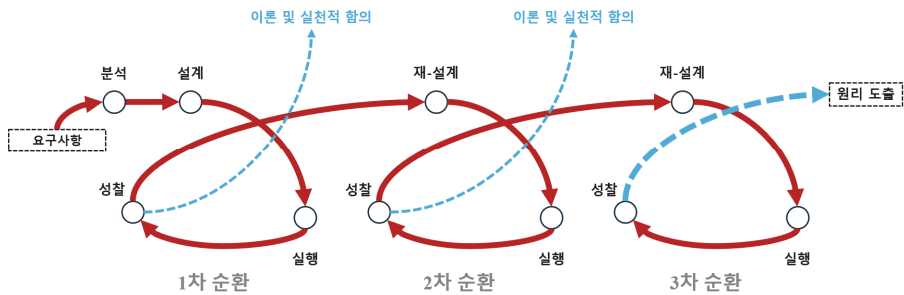 이론 및 실천적 함의
이론 및 실천적 함의
분석
설계
재-설계
재-설계
원리 도출
요구사항
성찰
성찰
성찰
실행
실행
실행
1차 순환
2차 순환
3차 순환